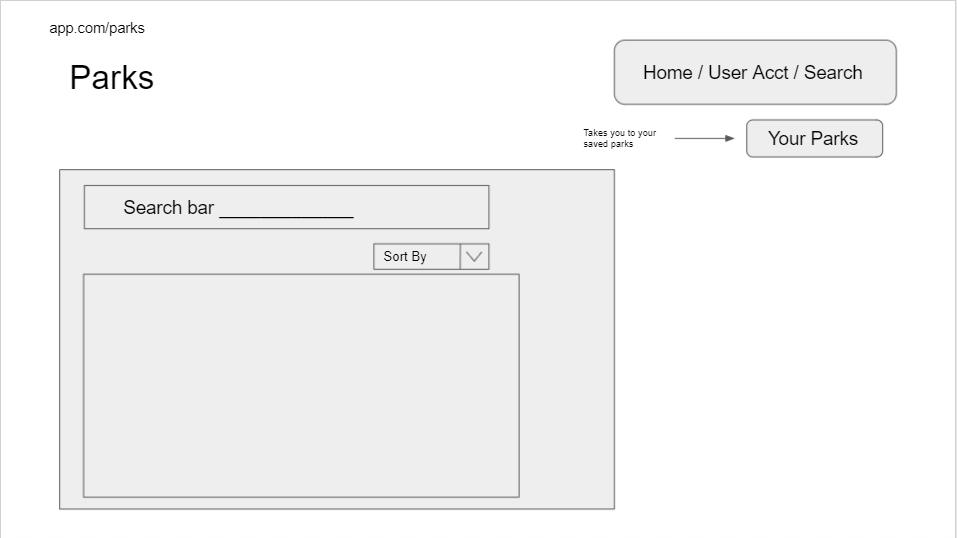 app.com/parks
Parks
Home / User Acct / Search
Takes you to your
saved parks
Your Parks
Search bar _____________
Sort By